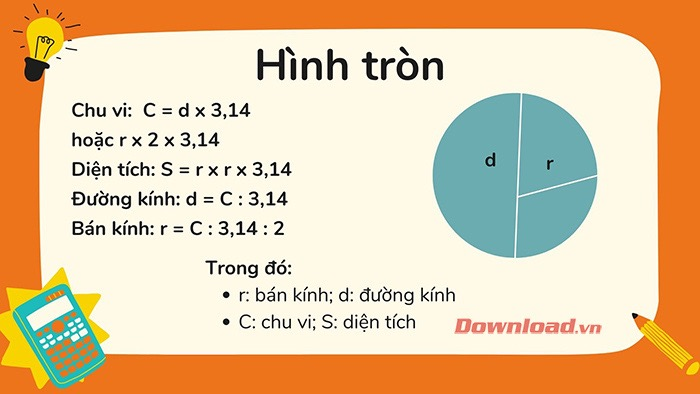 Hình tròn
Chu vi:  C = d x 3,14
hoặc r x 2 x 3,14
Diện tích: S = r x r x 3,14
Đường kính: d = C : 3,14
Bán kính: r = C : 3,14 : 2
d
r
Trong đó:
• r: bán kính; d: đường kính
• C: chu vi; S: diện tích
Download.vn